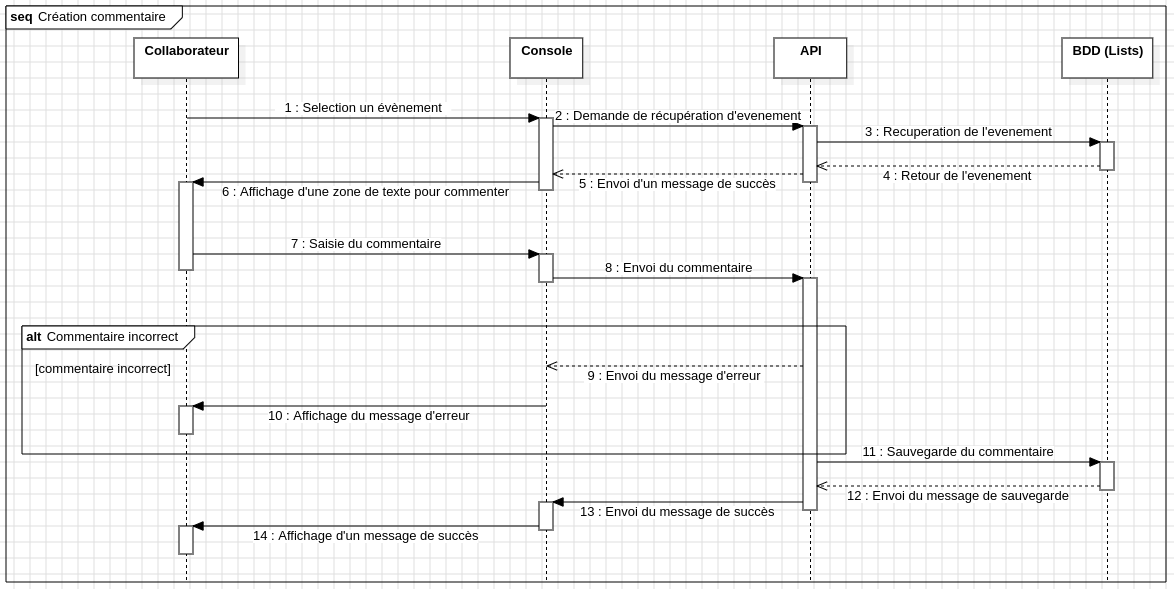 seq Création commentaire
Collaborateur
Console
API
BDD (Lists)
1 : Selection un évènement
2 : Demande de récupération d'evenement
3 : Recuperation de l'evenement
4 : Retour de l'evenement
5 : Envoi d'un message de succès
6 : Affichage d'une zone de texte pour commenter
7 : Saisie du commentaire
8 : Envoi du commentaire
alt Commentaire incorrect
[commentaire incorrect]
9 : Envoi du message d'erreur
10 : Affichage du message d'erreur
11 : Sauvegarde du commentaire
12 : Envoi du message de sauvegarde
13 : Envoi du message de succès
14 : Affichage d'un message de succès